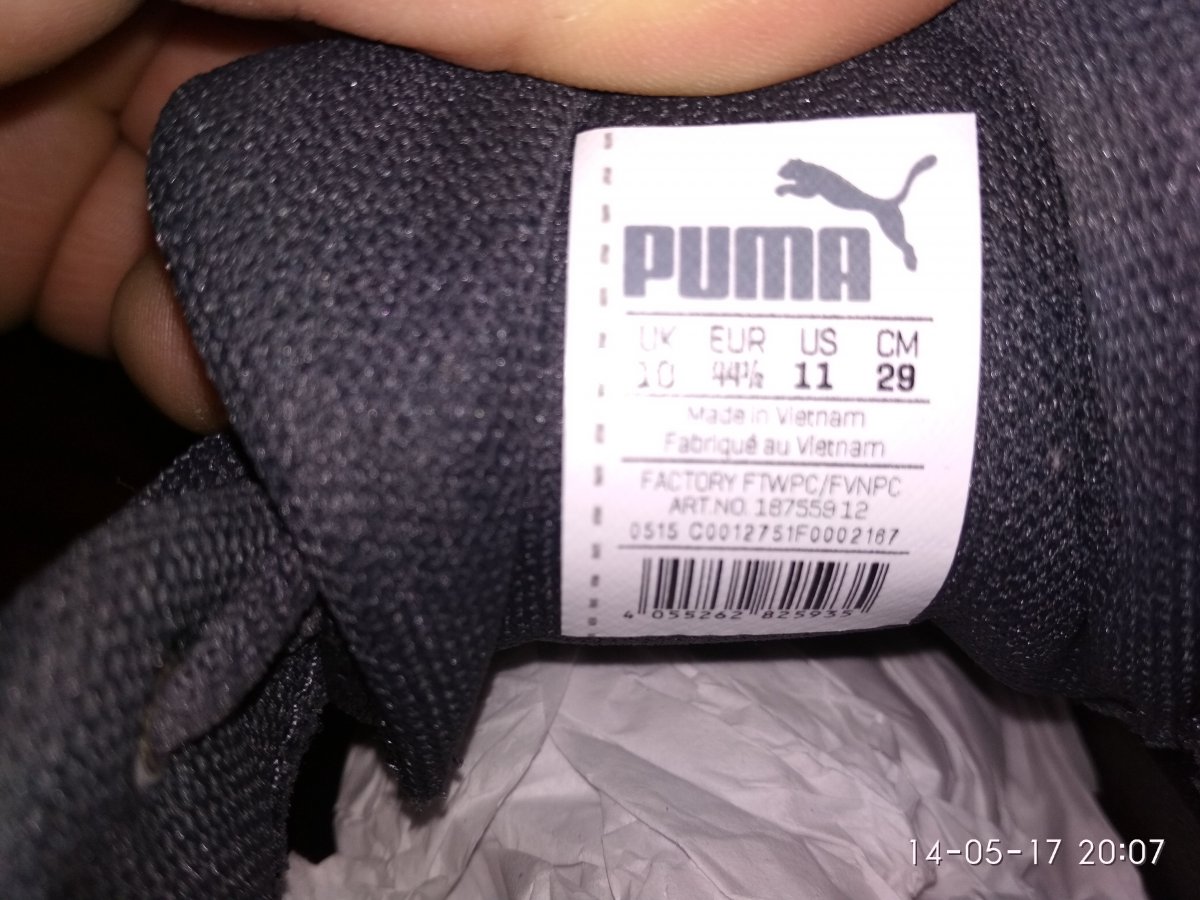 PUMA
UK EUR US CM
10 44½ 11 29
Made in Vietnam
Fabriqué au Vietnam
FACTORY FTWPC/FVNPC
ART.NO. 187559 12
0515 C0012751F0002167
4 055262 825935
14-05-17 20:07